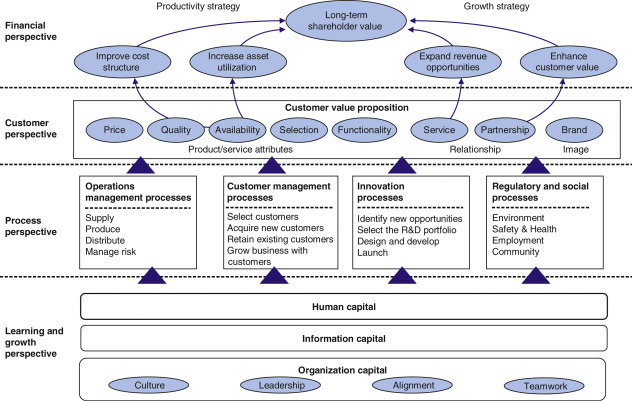 Productivity strategy
Growth strategy
Financial
perspective
Long-term
shareholder value
Improve cost
structure
Increase asset
utilization
Expand revenue
opportunities
Enhance
customer value
Customer
perspective
Customer value proposition
Price
Quality
Availability
Selection
Functionality
Service
Partnership
Brand
Product/service attributes
Relationship
Image
Process
perspective
Operations
management processes
Supply
Produce
Distribute
Manage risk
Customer management
processes
Select customers
Acquire new customers
Retain existing customers
Grow business with
customers
Innovation
processes
Identify new opportunities
Select the R&D portfolio
Design and develop
Launch
Regulatory and social
processes
Environment
Safety & Health
Employment
Community
Learning and
growth perspective
Human capital
Information capital
Organization capital
Culture
Leadership
Alignment
Teamwork